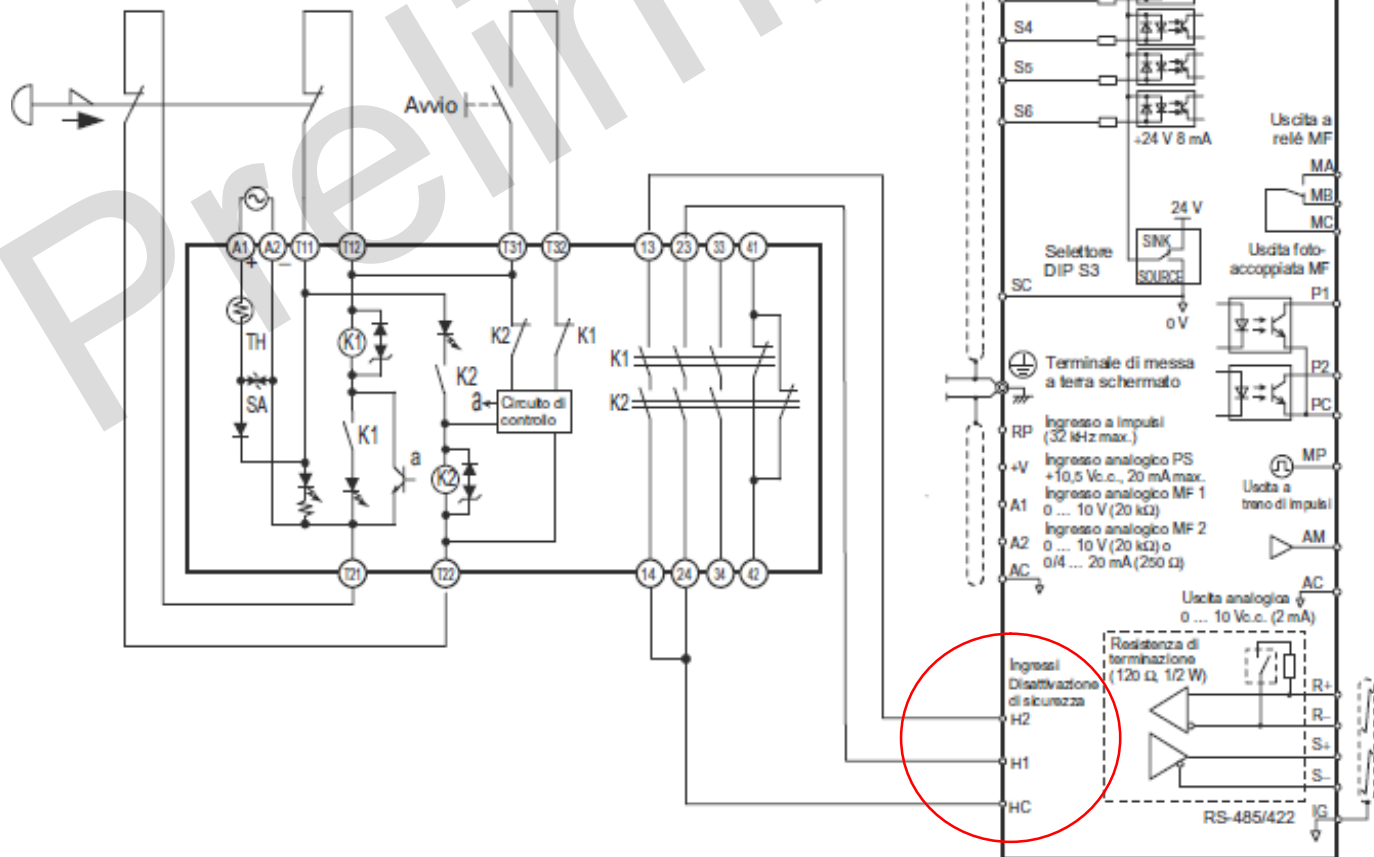 Prelim
Avvio
A1
A2
T11
T12
T31
T32
13
23
33
41
+
–
TH
SA
K1
K1
a
K2
K2
K2
K1
a
Circuito di
controllo
K1
K2
T21
T22
14
24
34
42
S4
S5
S6
+24 V 8 mA
24 V
SINK
SOURCE
Selettore
DIP S3
SC
0 V
Terminale di messa
a terra schermato
RP
Ingresso a impulsi
(32 kHz max.)
+V
Ingresso analogico PS
+10,5 Vc.c., 20 mA max.
A1
Ingresso analogico MF 1
0 ... 10 V (20 kΩ)
A2
Ingresso analogico MF 2
0 ... 10 V (20 kΩ) o
0/4 ... 20 mA (250 Ω)
AC
Uscita a
relè MF
MA
MB
MC
Uscita foto-
accoppiata MF
P1
P2
PC
MP
Uscita a
treno di impulsi
AM
AC
Uscita analogica
0 ... 10 Vc.c. (2 mA)
Ingressi
Disattivazione
di sicurezza
H2
H1
HC
Resistenza di
terminazione
(120 Ω, 1/2 W)
R+
R–
S+
S–
RS-485/422
IG